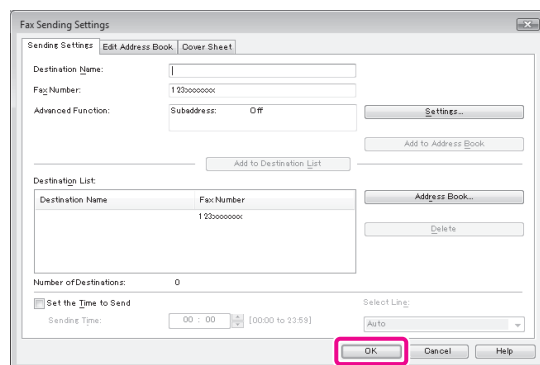 Fax Sending Settings
Sending Settings Edit Address Book Cover Sheet
Destination Name:
Fax Number: 123xxxxxxx
Advanced Function: Subaddress: Off Settings...
Add to Address Book
Add to Destination List
Destination List:
Destination Name Fax Number Address Book...
123xxxxxxx
Delete
Number of Destinations: 0
Set the Time to Send Select Line:
Sending Time: 00 : 00 [00:00 to 23:59] Auto
OK Cancel Help